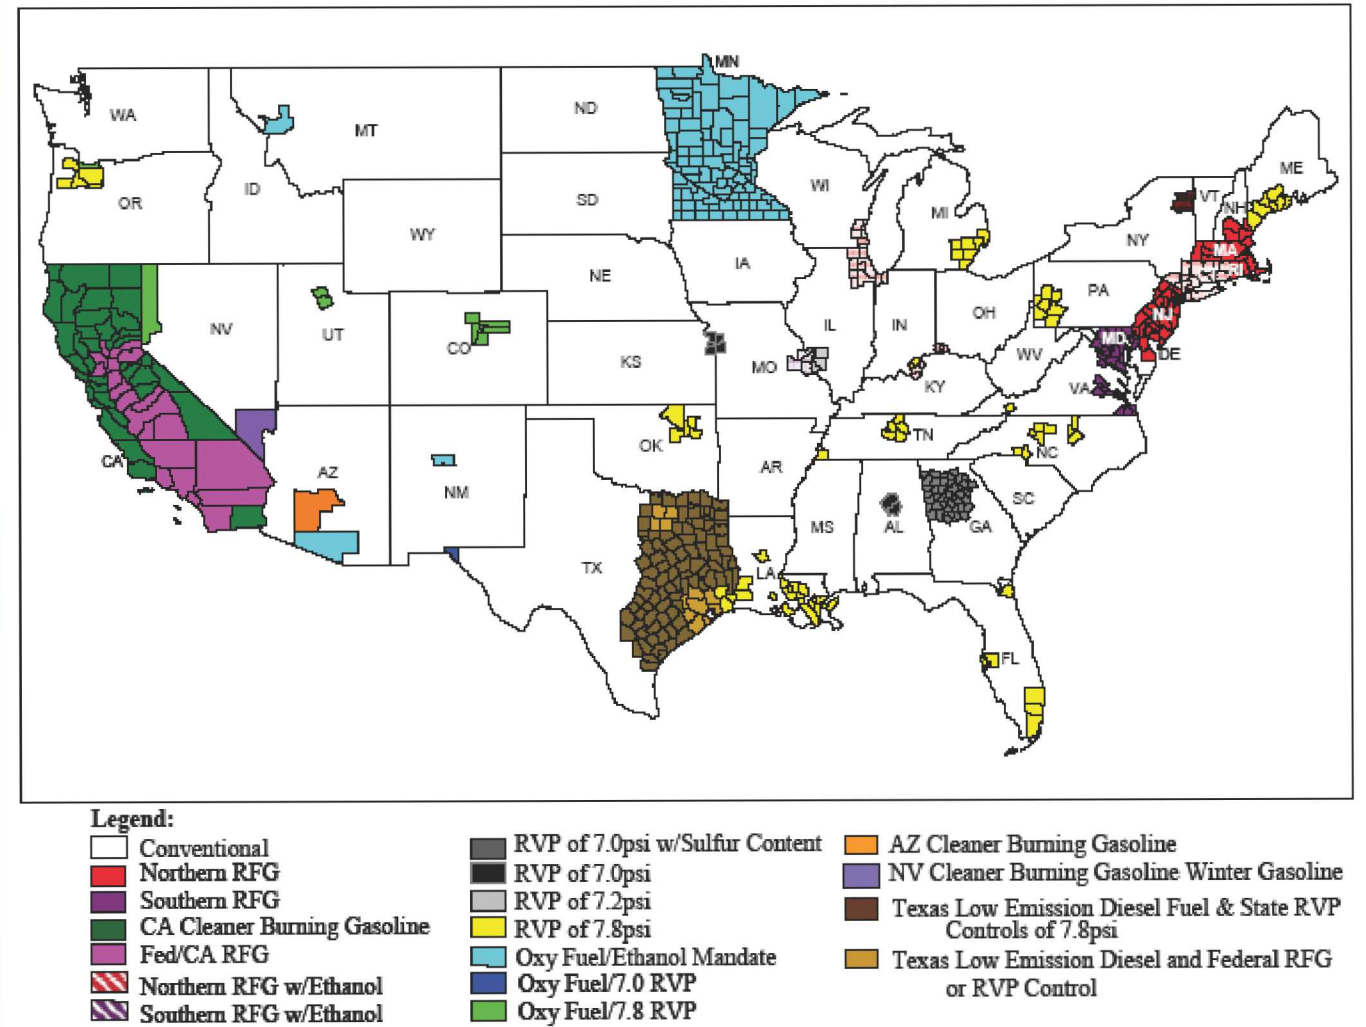 MN
WA
ND
MT
ME
ID
OR
SD
WI
VT
NH
MI
WY
NY
MA
IA
CT RI
NE
PA
NV
UT
CO
IL
IN
OH
NJ
MD
DE
KS
MO
WV
KY
VA
CA
AZ
NM
OK
AR
TN
NC
SC
MS
AL
GA
TX
LA
FL
Legend:
Conventional
Northern RFG
Southern RFG
CA Cleaner Burning Gasoline
Fed/CA RFG
Northern RFG w/Ethanol
Southern RFG w/Ethanol
RVP of 7.0psi w/Sulfur Content
RVP of 7.0psi
RVP of 7.2psi
RVP of 7.8psi
Oxy Fuel/Ethanol Mandate
Oxy Fuel/7.0 RVP
Oxy Fuel/7.8 RVP
AZ Cleaner Burning Gasoline
NV Cleaner Burning Gasoline Winter Gasoline
Texas Low Emission Diesel Fuel & State RVP
Controls of 7.8psi
Texas Low Emission Diesel and Federal RFG
or RVP Control